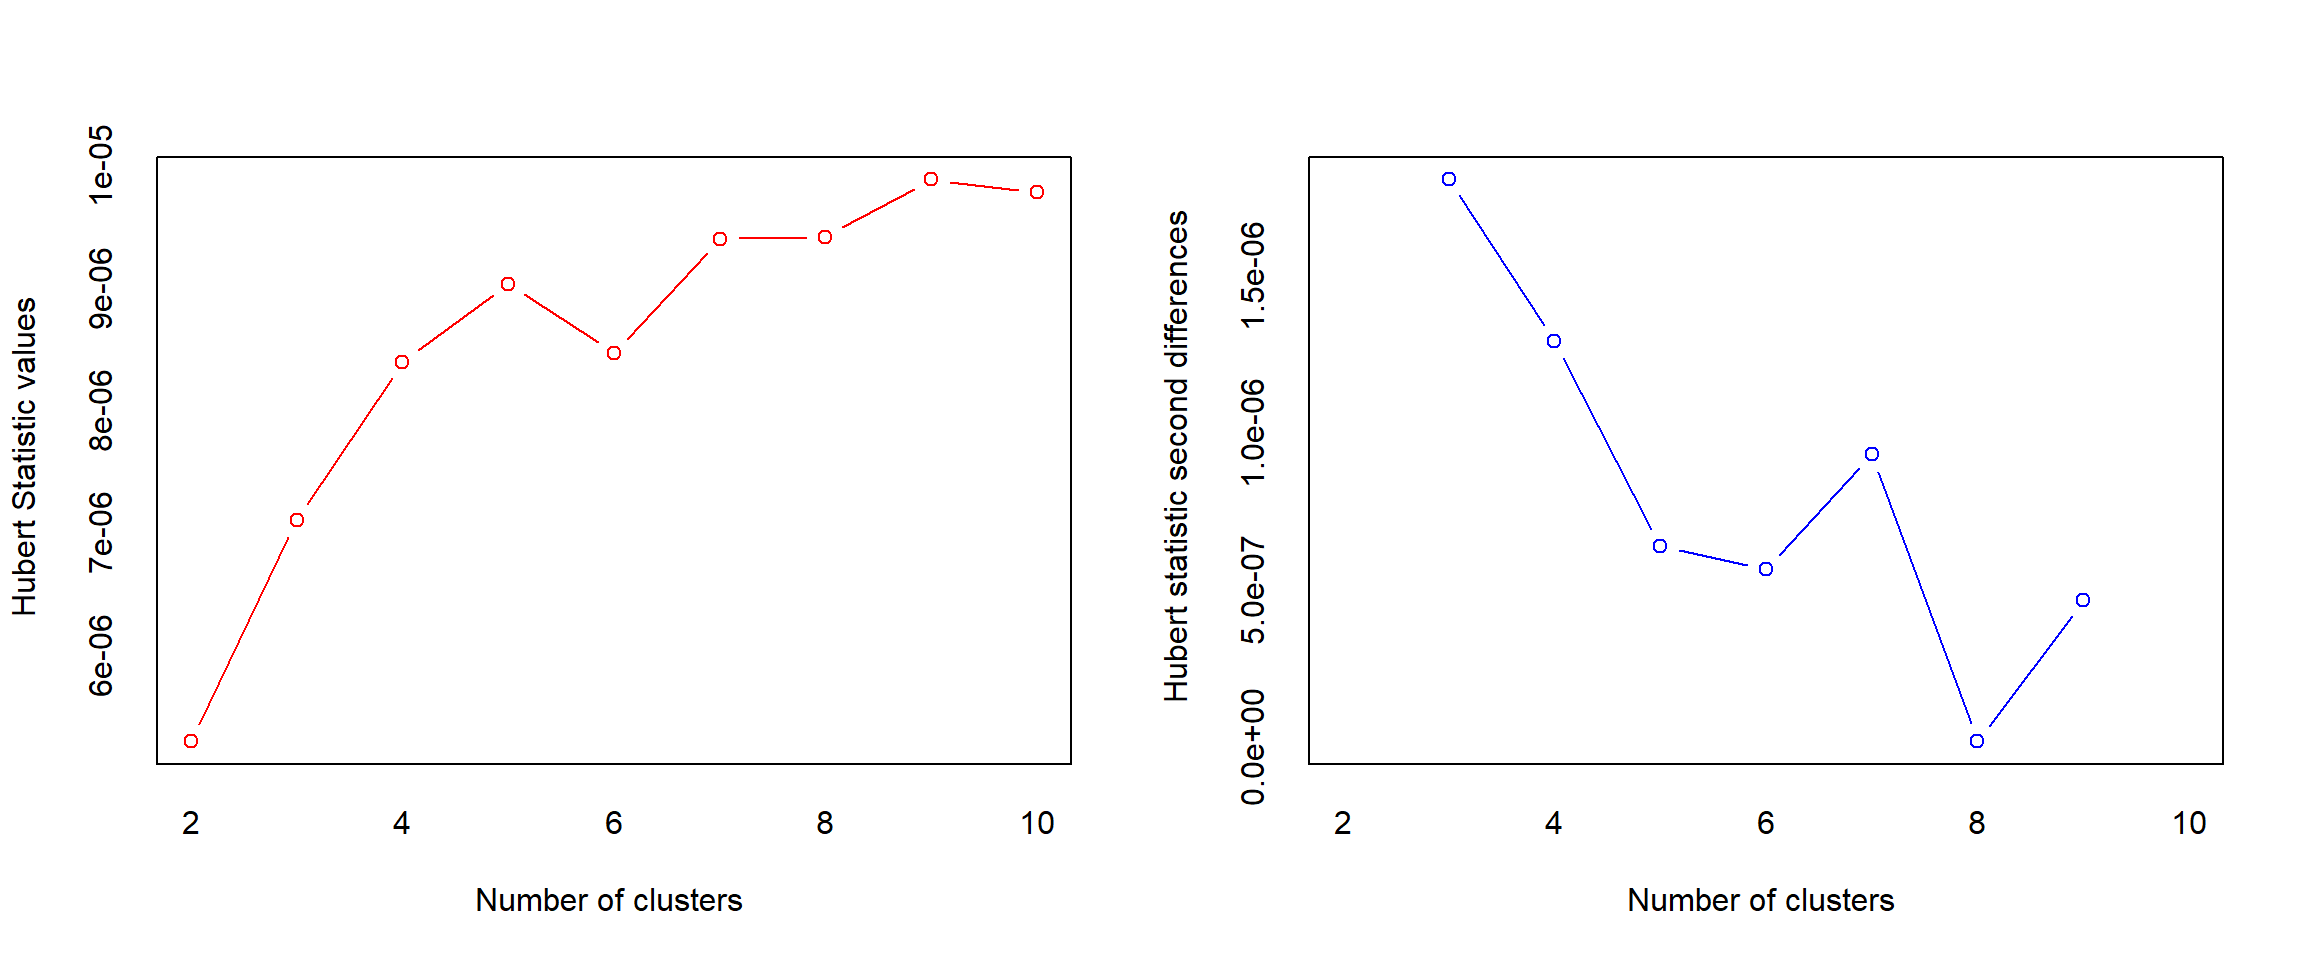 Hubert Statistic values
1e-05
9e-06
8e-06
7e-06
6e-06
2 4 6 8 10
Number of clusters
Hubert statistic second differences
1.5e-06
1.0e-06
5.0e-07
0.0e+00
2 4 6 8 10
Number of clusters